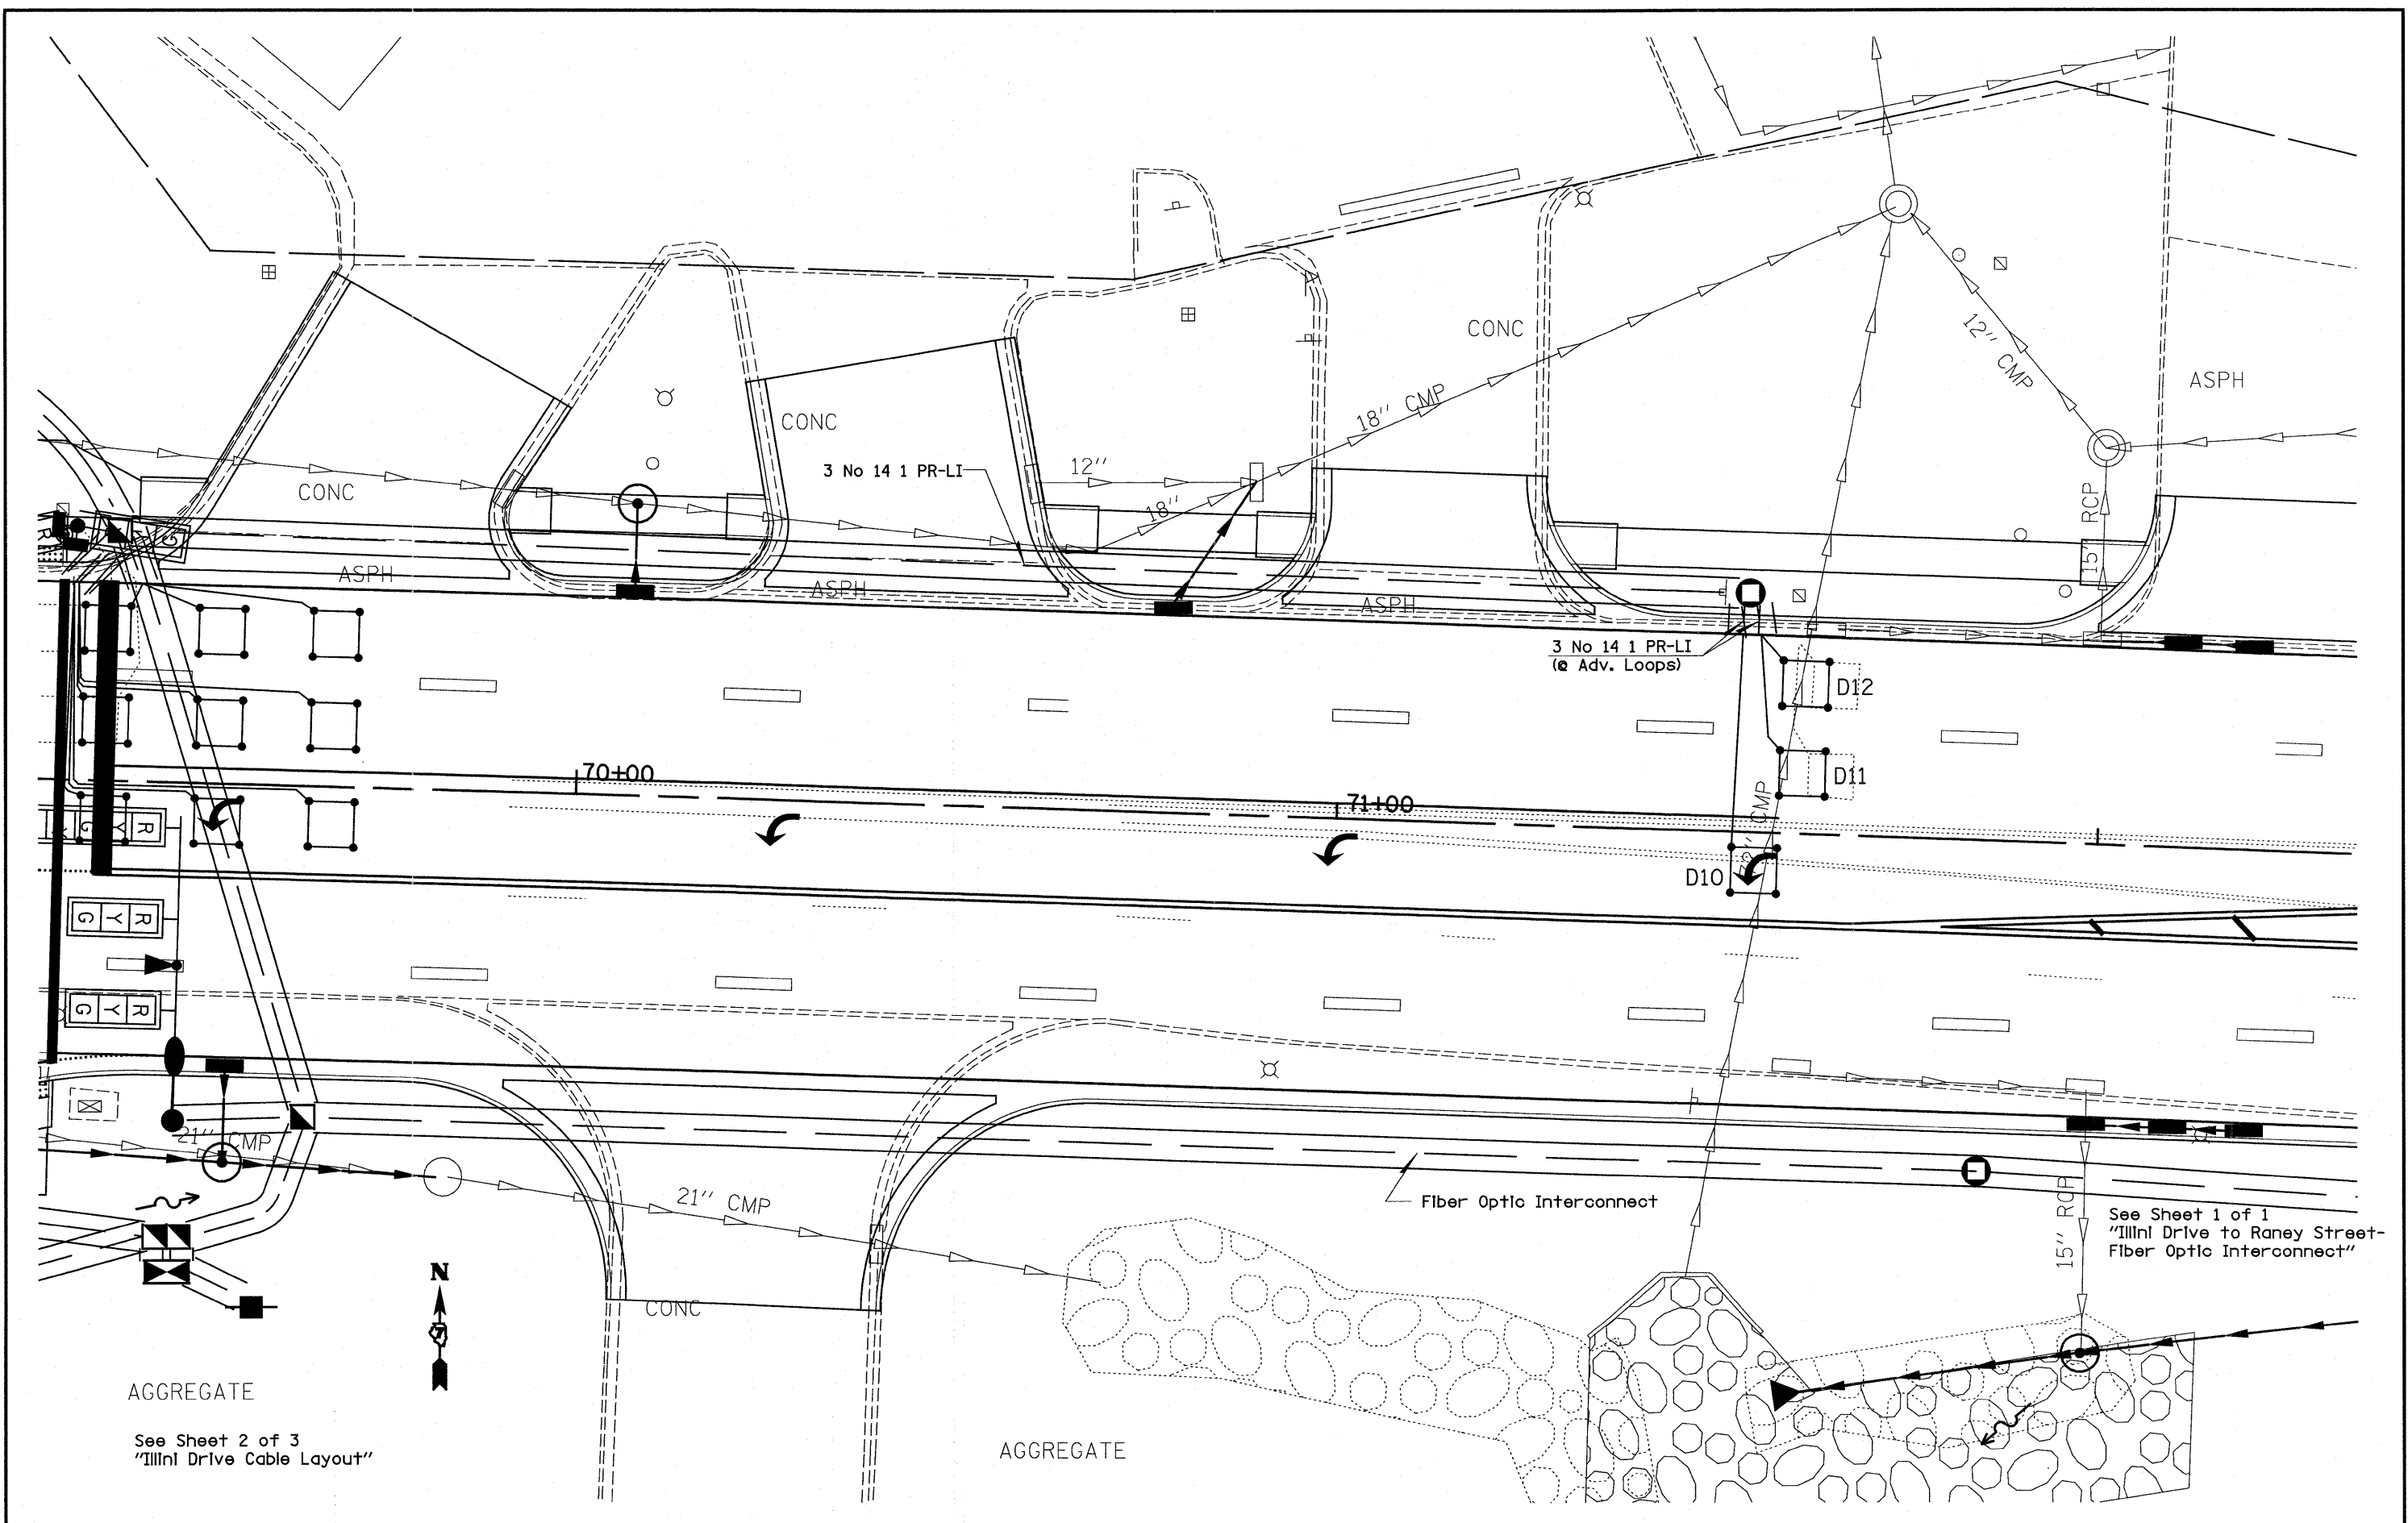 CONC
12'' CMP
ASPH
18'' CMP
CONC
3 No 14 1 PR-LI
12''
CONC
18''
15'' RCP
ASPH
ASPH
ASPH
3 No 14 1 PR-LI
(@ Adv. Loops)
D12
D11
70+00
71+00
CMP
D10
R
Y
G
R
Y
G
R
Y
G
21'' CMP
21'' CMP
Fiber Optic Interconnect
15'' RCP
See Sheet 1 of 1
"Illini Drive to Raney Street-
Fiber Optic Interconnect"
N
CONC
AGGREGATE
See Sheet 2 of 3
"Illini Drive Cable Layout"
AGGREGATE